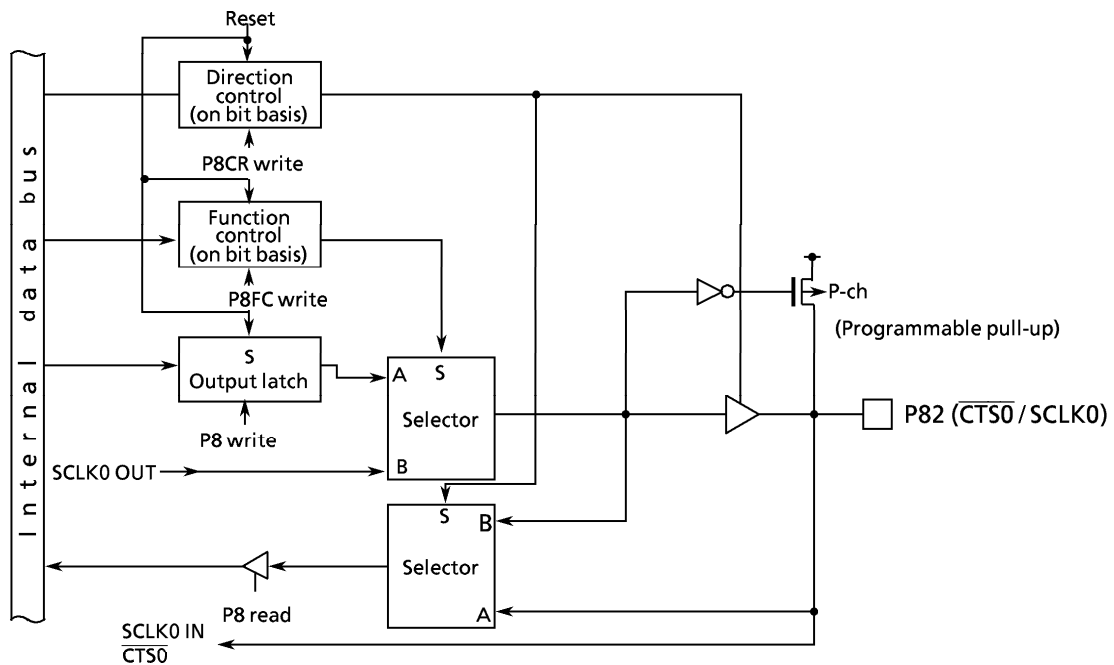 Reset
Direction
control
(on bit basis)
P8CR write
Function
control
(on bit basis)
P8FC write
S
Output latch
P8 write
SCLK0 OUT
Internal data bus
A
S
Selector
B
P-ch
(Programmable pull-up)
P82 (CTS0 / SCLK0)
S
B
Selector
A
P8 read
SCLK0 IN
CTS0